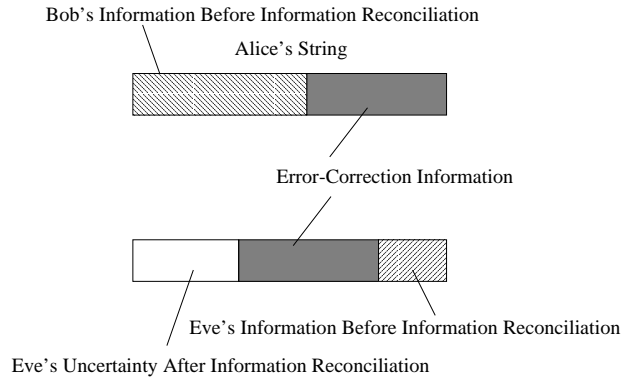 Bob's Information Before Information Reconciliation
Alice's String
Error-Correction Information
Eve's Information Before Information Reconciliation
Eve's Uncertainty After Information Reconciliation